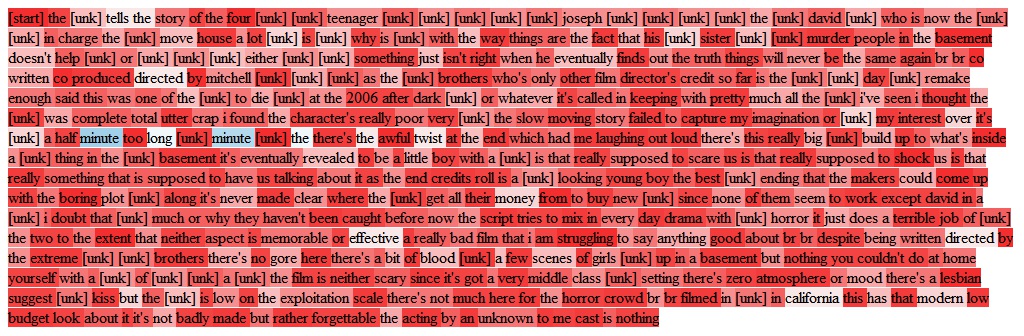 [start] the [unk] tells the story of the four [unk] [unk] teenager [unk] [unk] [unk] [unk] [unk] joseph [unk] [unk] [unk] [unk] the [unk] david [unk] who is now the [unk]
[unk] in charge the [unk] move house a lot [unk] is [unk] why is [unk] with the way things are the fact that his [unk] sister [unk] [unk] murder people in the basement
doesn't help [unk] or [unk] [unk] either [unk] [unk] something just isn't right when he eventually finds out the truth things will never be the same again br br co
written co produced directed by mitchell [unk] [unk] [unk] as the [unk] brothers who's only other film director's credit so far is the [unk] [unk] day [unk] remake
enough said this was one of the [unk] to die [unk] at the 2006 after dark [unk] or whatever it's called in keeping with pretty much all the [unk] i've seen i thought the
[unk] was complete total utter crap i found the character's really poor very [unk] the slow moving story failed to capture my imagination or [unk] my interest over it's
[unk] a half minute too long [unk] minute [unk] the there's the awful twist at the end which had me laughing out loud there's this really big [unk] build up to what's inside
a [unk] thing in the [unk] basement it's eventually revealed to be a little boy with a [unk] is that really supposed to scare us is that really supposed to shock us is that
really something that is supposed to have us talking about it as the end credits roll is a [unk] looking young boy the best [unk] ending that the makers could come up
with the boring plot [unk] along it's never made clear where the [unk] get all their money from to buy new [unk] since none of them seem to work except david in a
[unk] i doubt that [unk] much or why they haven't been caught before now the script tries to mix in every day drama with [unk] horror it just does a terrible job of [unk]
the two to the extent that neither aspect is memorable or effective a really bad film that i am struggling to say anything good about br br despite being written directed by
the extreme [unk] [unk] brothers there's no gore here there's a bit of blood [unk] a few scenes of girls [unk] up in a basement but nothing you couldn't do at home
yourself with a [unk] of [unk] [unk] a [unk] the film is neither scary since it's got a very middle class [unk] setting there's zero atmosphere or mood there's a lesbian
suggest [unk] kiss but the [unk] is low on the exploitation scale there's not much here for the horror crowd br br filmed in [unk] in california this has that modern low
budget look about it it's not badly made but rather forgettable the acting by an unknown to me cast is nothing